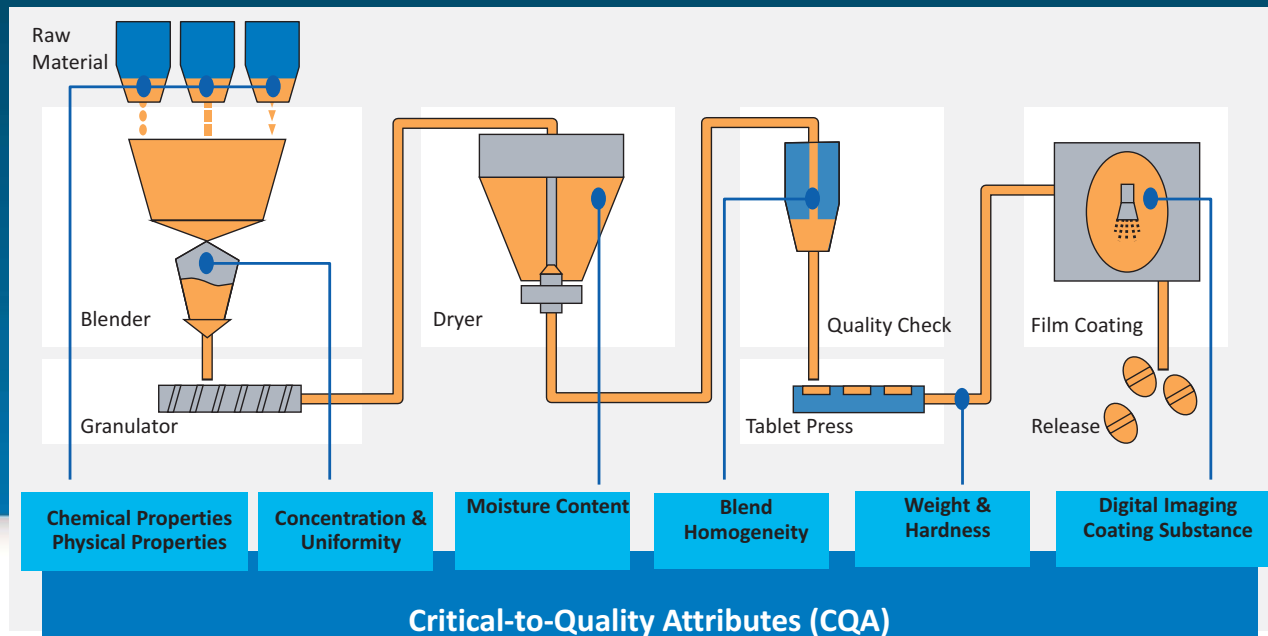 Raw
Material
Blender
Dryer
Quality Check
Film Coating
Granulator
Tablet Press
Release
Chemical Properties
Physical Properties
Concentration &
Uniformity
Moisture Content
Blend
Homogeneity
Weight &
Hardness
Digital Imaging
Coating Substance
Critical-to-Quality Attributes (CQA)